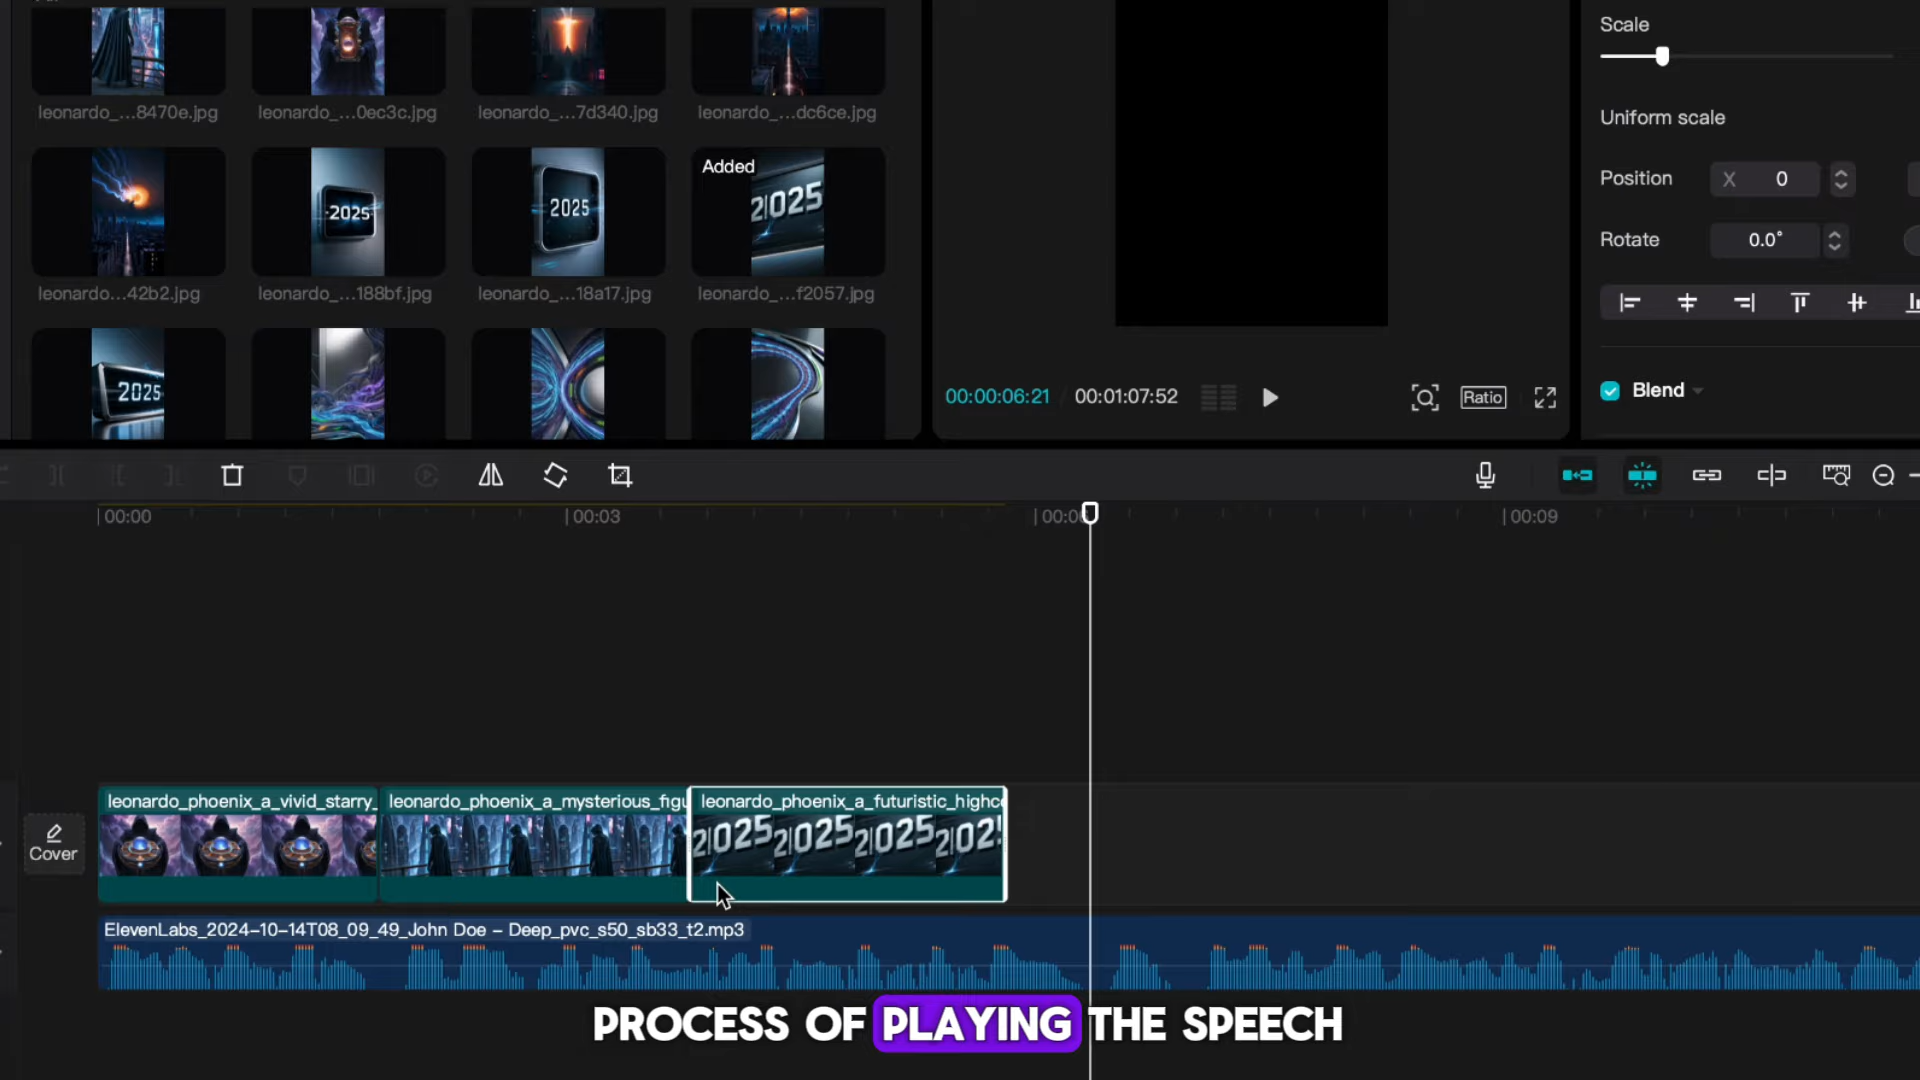 Scale
leonardo_...8470e.jpg
leonardo_...0ec3c.jpg
leonardo_...7d340.jpg
leonardo_...dc6ce.jpg
Uniform scale
Added
2025
2025
2025
Position
X 0
Rotate
0.0°
leonardo...42b2.jpg
leonardo_...188bf.jpg
leonardo_...18a17.jpg
leonardo_...f2057.jpg
2025
Blend
00:00:06:21 / 00:01:07:52
Ratio
00:00
00:03
00:09
Cover
leonardo_phoenix_a_vivid_starry_
leonardo_phoenix_a_mysterious_figu
leonardo_phoenix_a_futuristic_highc
2025 2025 2025 202
ElevenLabs_2024-10-14T08_09_49_John Doe - Deep_pvc_s50_sb33_t2.mp3
PROCESS OF PLAYING THE SPEECH